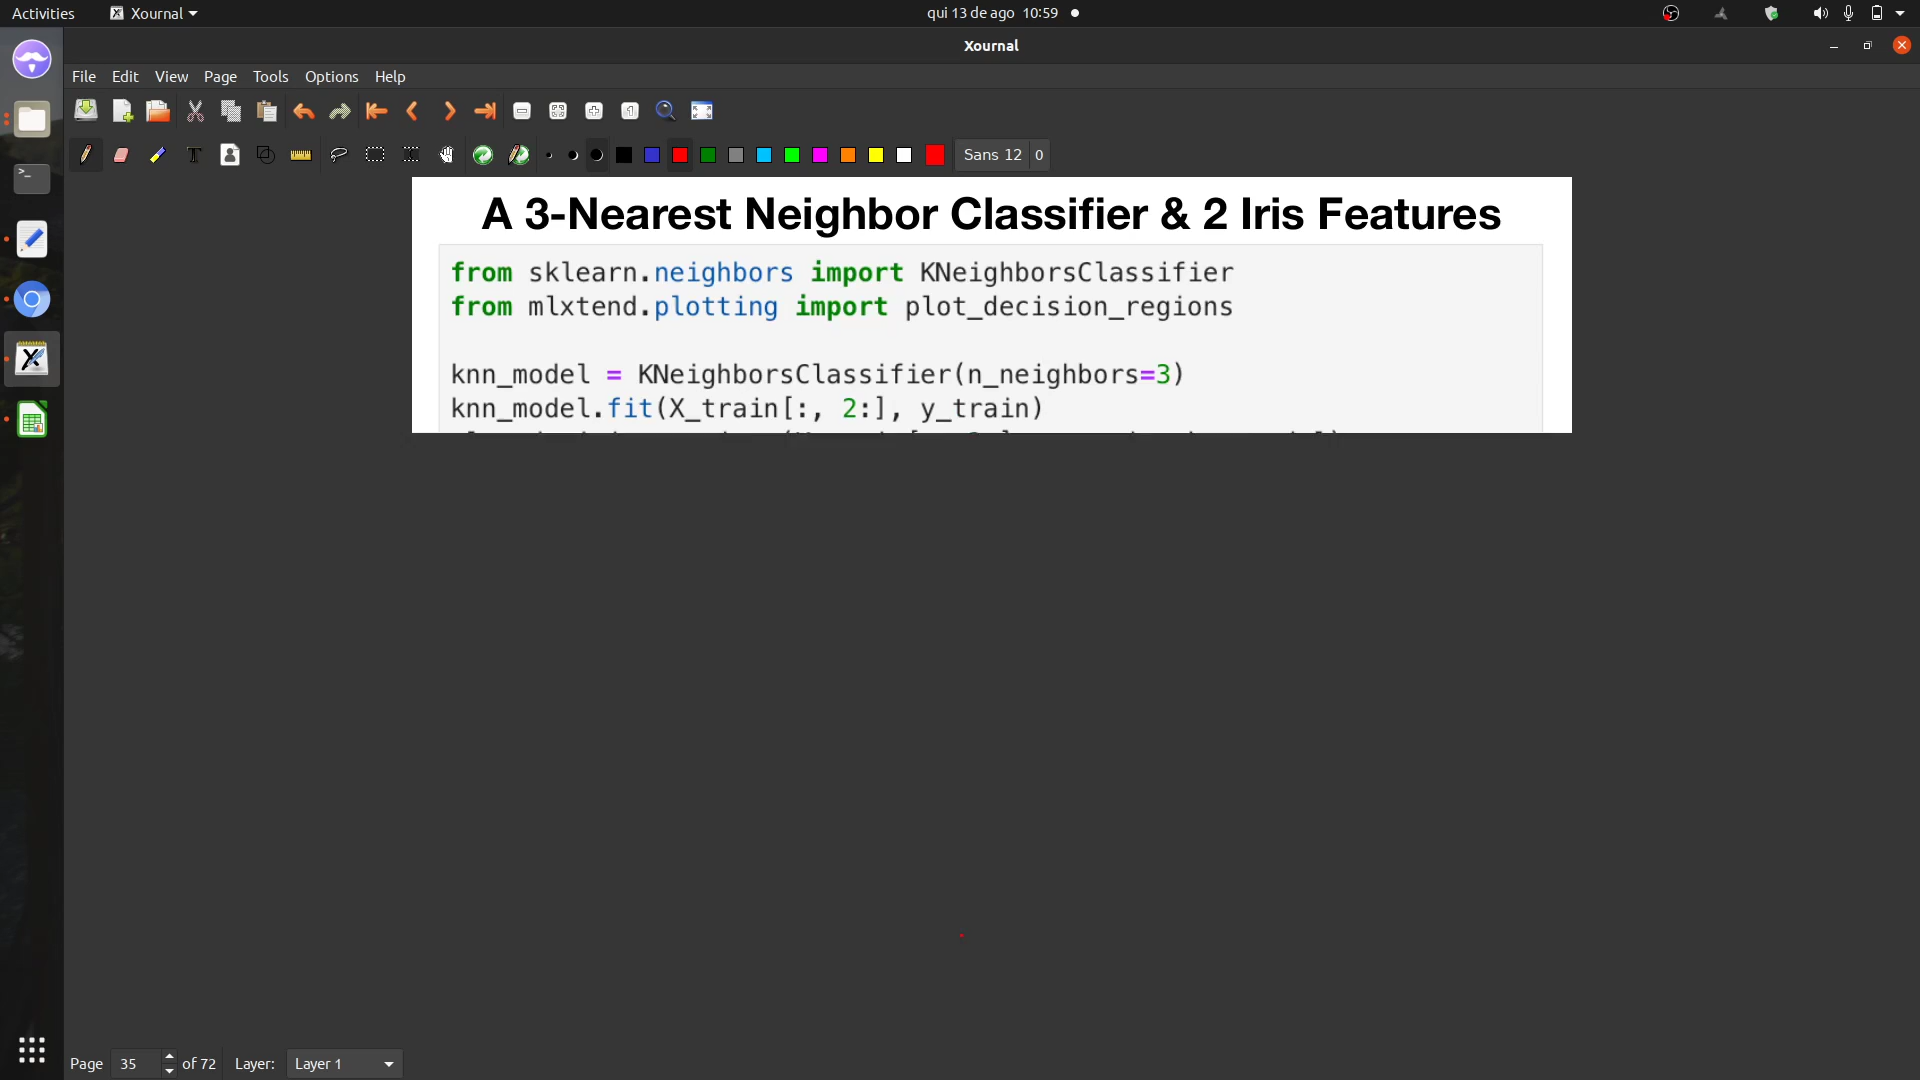 Activities
Xournal
qui 13 de ago 10:59
Xournal
File Edit View Page Tools Options Help
Sans 12 0
A 3-Nearest Neighbor Classifier & 2 Iris Features
from sklearn.neighbors import KNeighborsClassifier
from mlxtend.plotting import plot_decision_regions
knn_model = KNeighborsClassifier(n_neighbors=3)
knn_model.fit(X_train[:, 2:], y_train)
Page 35 of 72 Layer: Layer 1